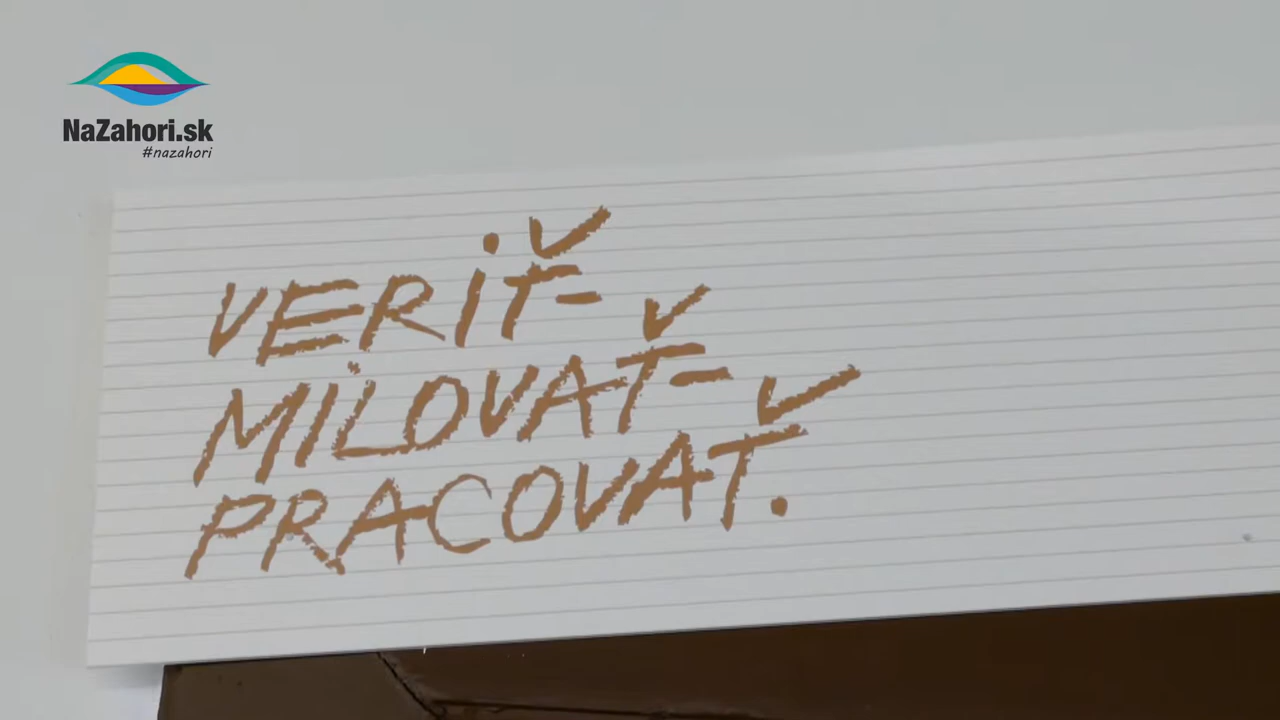 NaZahori.sk
#nazahori
VERIŤ-
MILOVAŤ-
PRACOVAŤ.